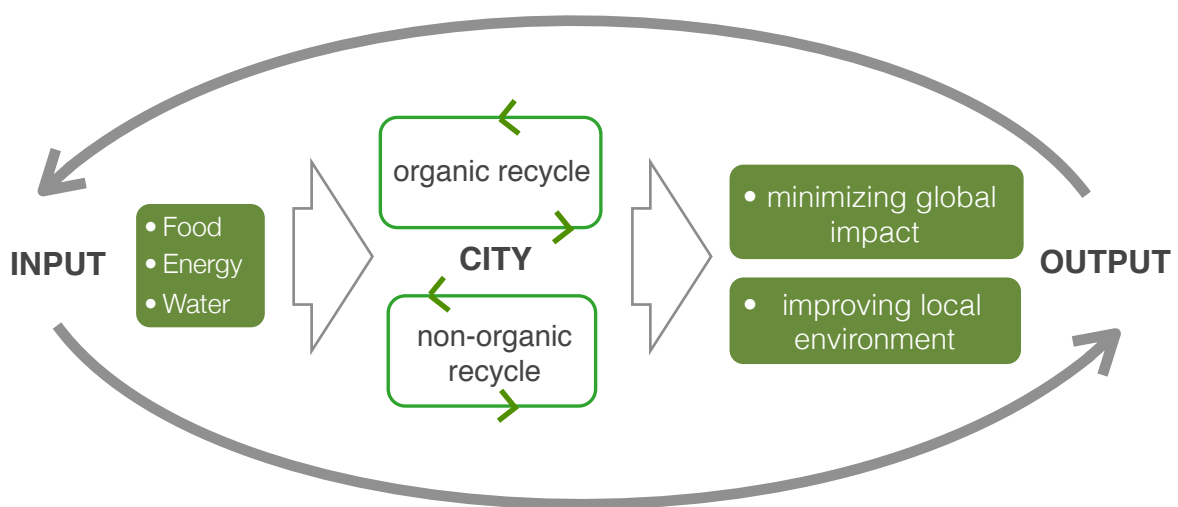 INPUT
• Food
• Energy
• Water
organic recycle
CITY
non-organic
recycle
• minimizing global
impact
• improving local
environment
OUTPUT